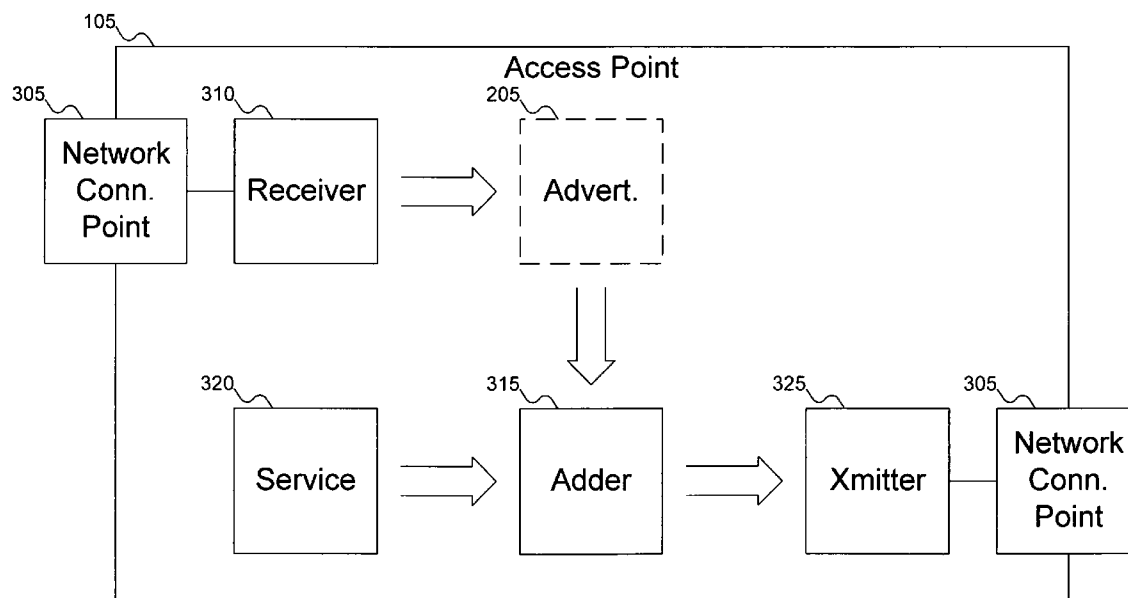 105
Access Point
305
310
205
Network
Conn.
Point
Receiver
Advert.
320
315
325
305
Service
Adder
Xmitter
Network
Conn.
Point